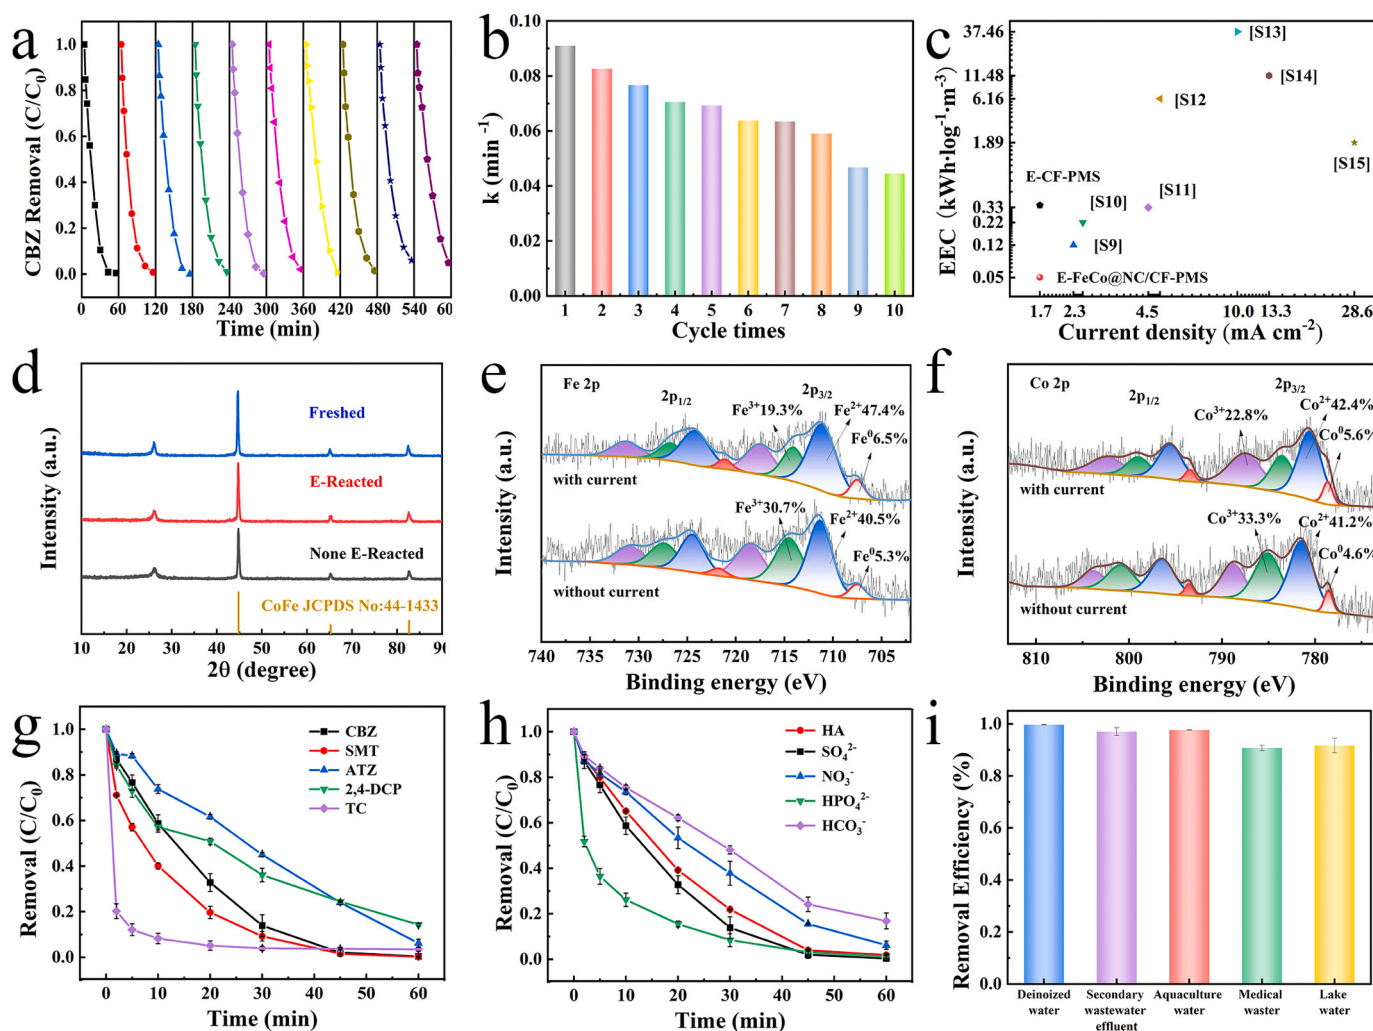 a
CBZ Removal (C/C₀)
1.0
0.8
0.6
0.4
0.2
0.0
0 60 120 180 240 300 360 420 480 540 600
Time (min)
b
k (min ⁻¹)
0.10
0.08
0.06
0.04
0.02
0.00
1 2 3 4 5 6 7 8 9 10
Cycle times
c
EEC (kWh·log⁻¹·m⁻³)
37.46
11.48
6.16
1.89
0.33
0.22
0.12
0.05
[S13]
[S14]
[S12
[S15]
E-CF-PMS
[S10]
[S11]
[S9]
E-FeCo@NC/CF-PMS
1.7 2.3 4.5 10.0 13.3 28.6
Current density (mA cm⁻²)
d
Intensity (a.u.)
Freshed
E-Reacted
None E-Reacted
CoFe JCPDS No:44-1433
10 20 30 40 50 60 70 80 90
2θ (degree)
e
Intensity (a.u.)
Fe 2p
2p₁/₂
2p₃/₂
Fe³⁺19.3%
Fe²⁺47.4%
Fe⁰6.5%
with current
Fe³⁺30.7%
Fe²⁺40.5%
Fe⁰5.3%
without current
740 735 730 725 720 715 710 705
Binding energy (eV)
f
Intensity (a.u.)
Co 2p
2p₁/₂
2p₃/₂
Co³⁺22.8%
Co²⁺42.4%
Co⁰5.6%
with current
Co³⁺33.3%
Co²⁺41.2%
Co⁰4.6%
without current
810 800 790 780
Binding energy (eV)
g
Removal (C/C₀)
1.0
0.8
0.6
0.4
0.2
0.0
CBZ
SMT
ATZ
2,4-DCP
TC
0 10 20 30 40 50 60
Time (min)
h
Removal (C/C₀)
1.0
0.8
0.6
0.4
0.2
0.0
HA
SO₄²⁻
NO₃⁻
HPO₄²⁻
HCO₃⁻
0 10 20 30 40 50 60
Time (min)
i
Removal Efficiency (%)
1.0
0.8
0.6
0.4
0.2
0.0
Deinoized
water
Secondary
wastewater
effluent
Aquaculture
water
Medical
waster
Lake
water